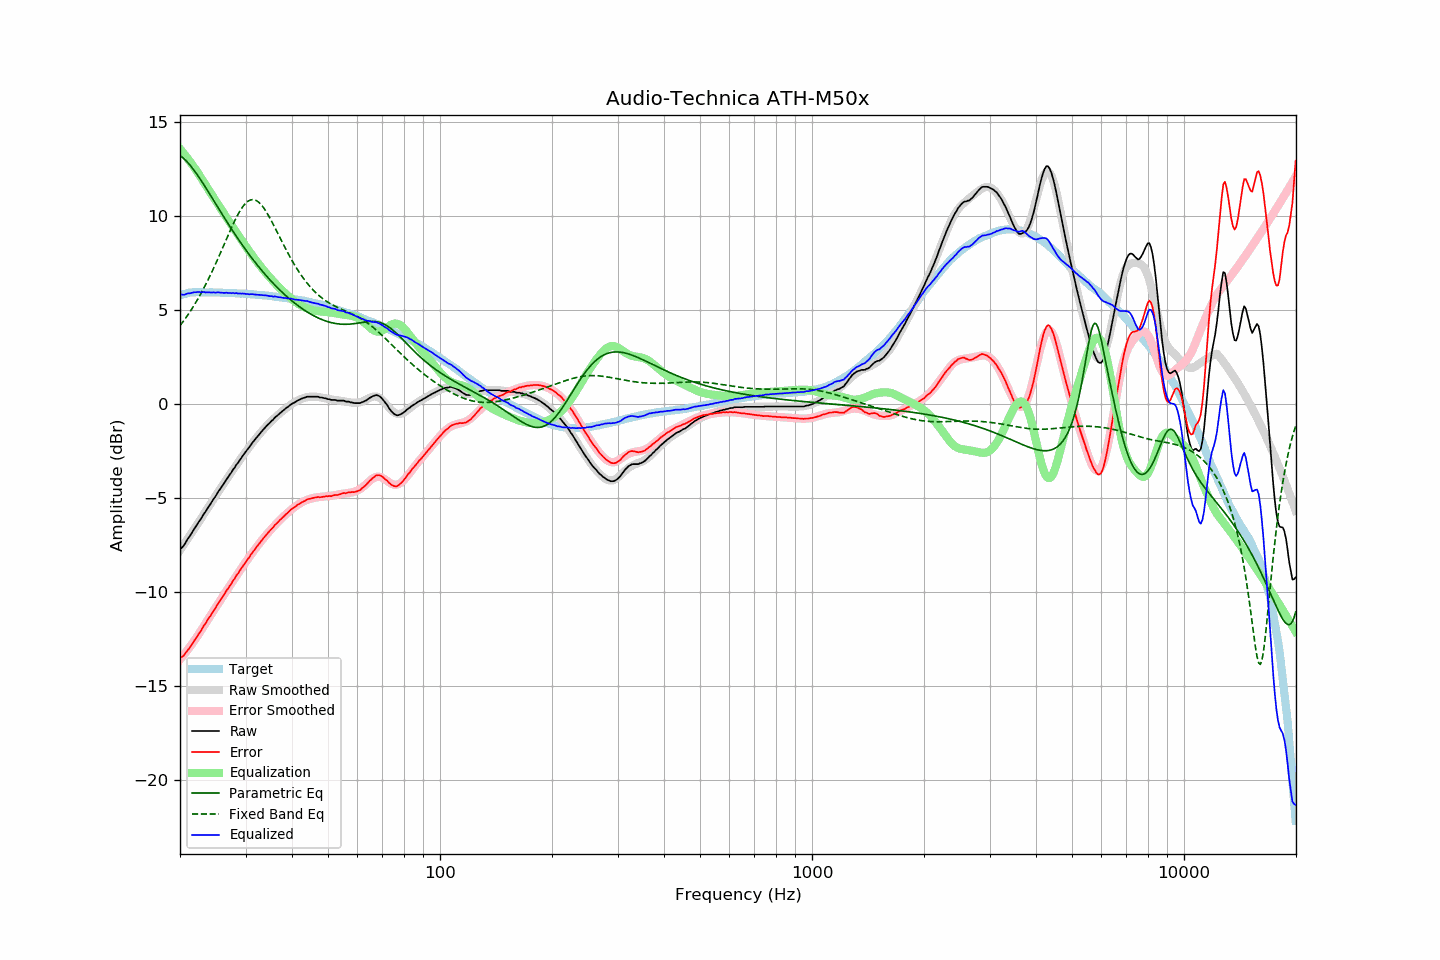 Audio-Technica ATH-M50x
15
10
5
0
−5
−10
−15
−20
Amplitude (dBr)
Target
Raw Smoothed
Error Smoothed
Raw
Error
Equalization
Parametric Eq
Fixed Band Eq
Equalized
100
1000
10000
Frequency (Hz)